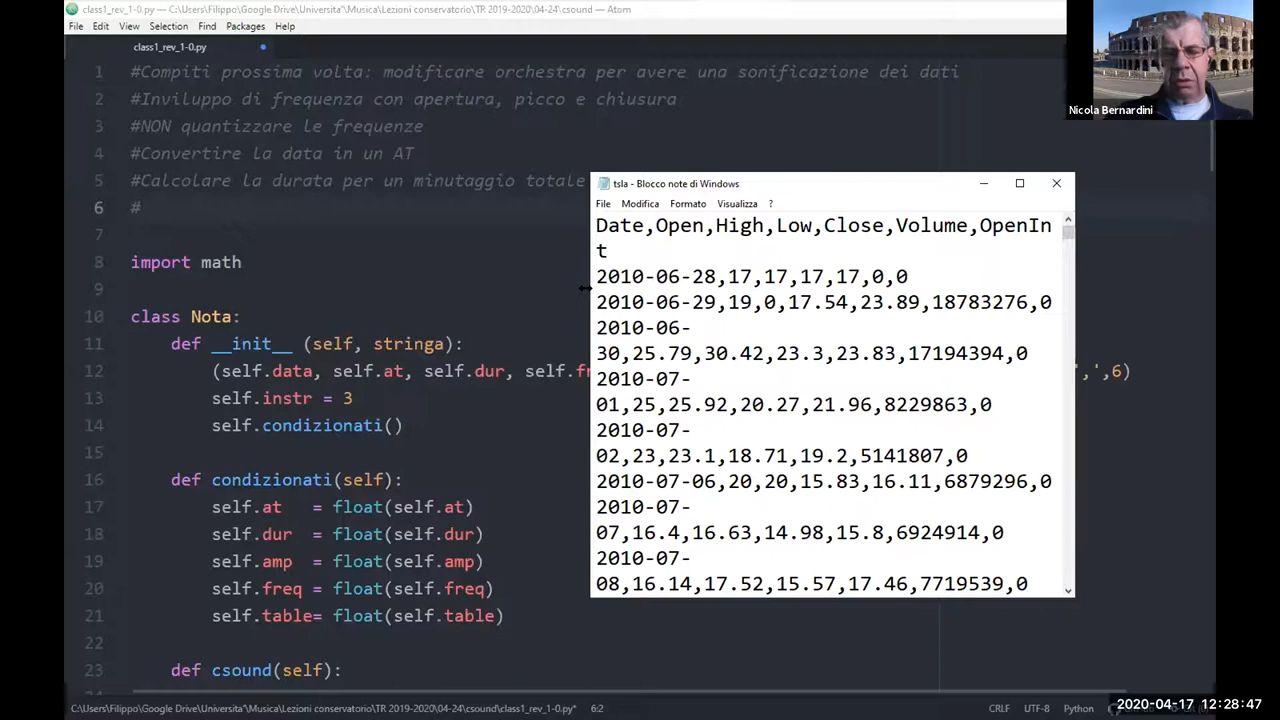 class1_rev_1-0.py — C:\Users\Filippo\Google Drive\Universita'\Musica\Lezioni conservatorio\TR 2019-2020\04-24\csound — Atom
File Edit View Selection Find Packages Help
class1_rev_1-0.py
1 #Compiti prossima volta: modificare orchestra per avere una sonificazione dei dati
2 #Inviluppo di frequenza con apertura, picco e chiusura
3 #NON quantizzare le frequenze
4 #Convertire la data in un AT
5 #Calcolare la durata per un minutaggio totale
6 #
7
8 import math
9
10 class Nota:
11 def __init__ (self, stringa):
12 (self.data, self.at, self.dur, self.fr ',',6)
13 self.instr = 3
14 self.condizionati()
15
16 def condizionati(self):
17 self.at = float(self.at)
18 self.dur = float(self.dur)
19 self.amp = float(self.amp)
20 self.freq = float(self.freq)
21 self.table= float(self.table)
22
23 def csound(self):
C:\Users\Filippo\Google Drive\Universita'\Musica\Lezioni conservatorio\TR 2019-2020\04-24\csound\class1_rev_1-0.py* 6:2 CRLF UTF-8 Python
tsla - Blocco note di Windows
File Modifica Formato Visualizza ?
Date,Open,High,Low,Close,Volume,OpenIn
t
2010-06-28,17,17,17,17,0,0
2010-06-29,19,0,17.54,23.89,18783276,0
2010-06-
30,25.79,30.42,23.3,23.83,17194394,0
2010-07-
01,25,25.92,20.27,21.96,8229863,0
2010-07-
02,23,23.1,18.71,19.2,5141807,0
2010-07-06,20,20,15.83,16.11,6879296,0
2010-07-
07,16.4,16.63,14.98,15.8,6924914,0
2010-07-
08,16.14,17.52,15.57,17.46,7719539,0
Nicola Bernardini
2020-04-17 12:28:47